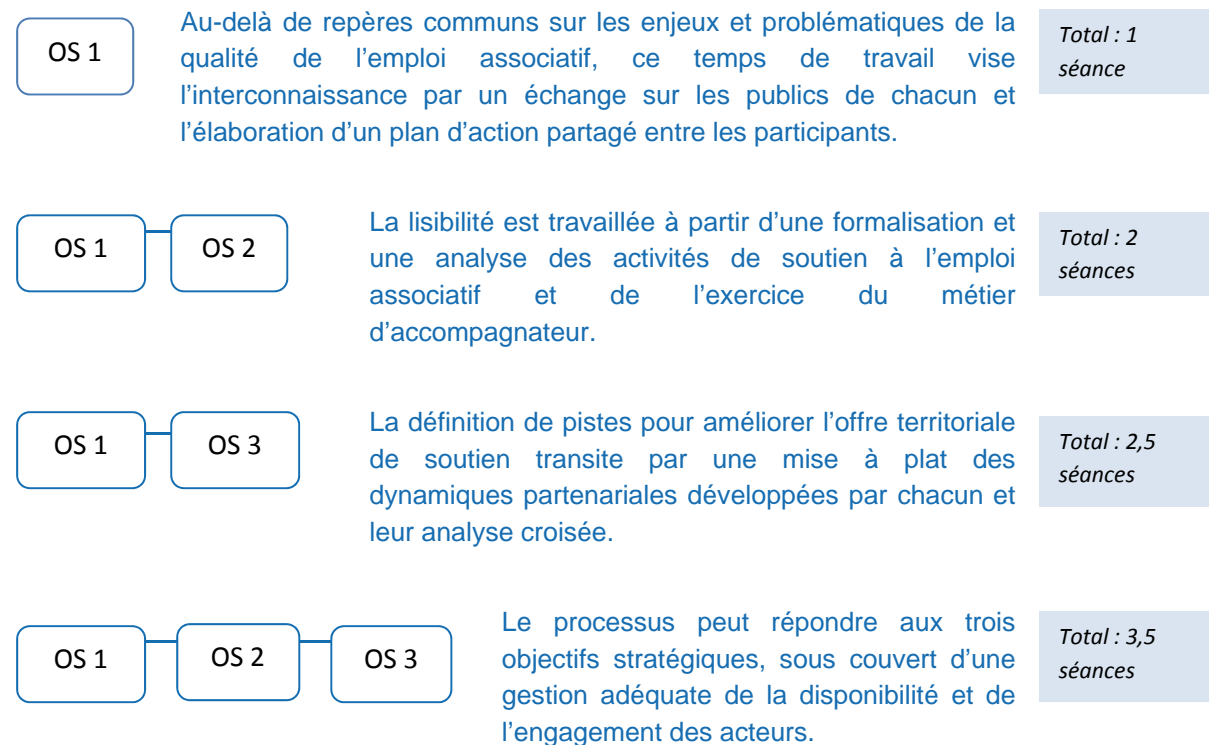 OS 1
Au-delà de repères communs sur les enjeux et problématiques de la
qualité de l’emploi associatif, ce temps de travail vise
l’interconnaissance par un échange sur les publics de chacun et
l’élaboration d’un plan d’action partagé entre les participants.
Total : 1
séance
OS 1
OS 2
La lisibilité est travaillée à partir d’une formalisation et
une analyse des activités de soutien à l’emploi
associatif et de l’exercice du métier
d’accompagnateur.
Total : 2
séances
OS 1
OS 3
La définition de pistes pour améliorer l’offre territoriale
de soutien transite par une mise à plat des
dynamiques partenariales développées par chacun et
leur analyse croisée.
Total : 2,5
séances
OS 1
OS 2
OS 3
Le processus peut répondre aux trois
objectifs stratégiques, sous couvert d’une
gestion adéquate de la disponibilité et de
l’engagement des acteurs.
Total : 3,5
séances